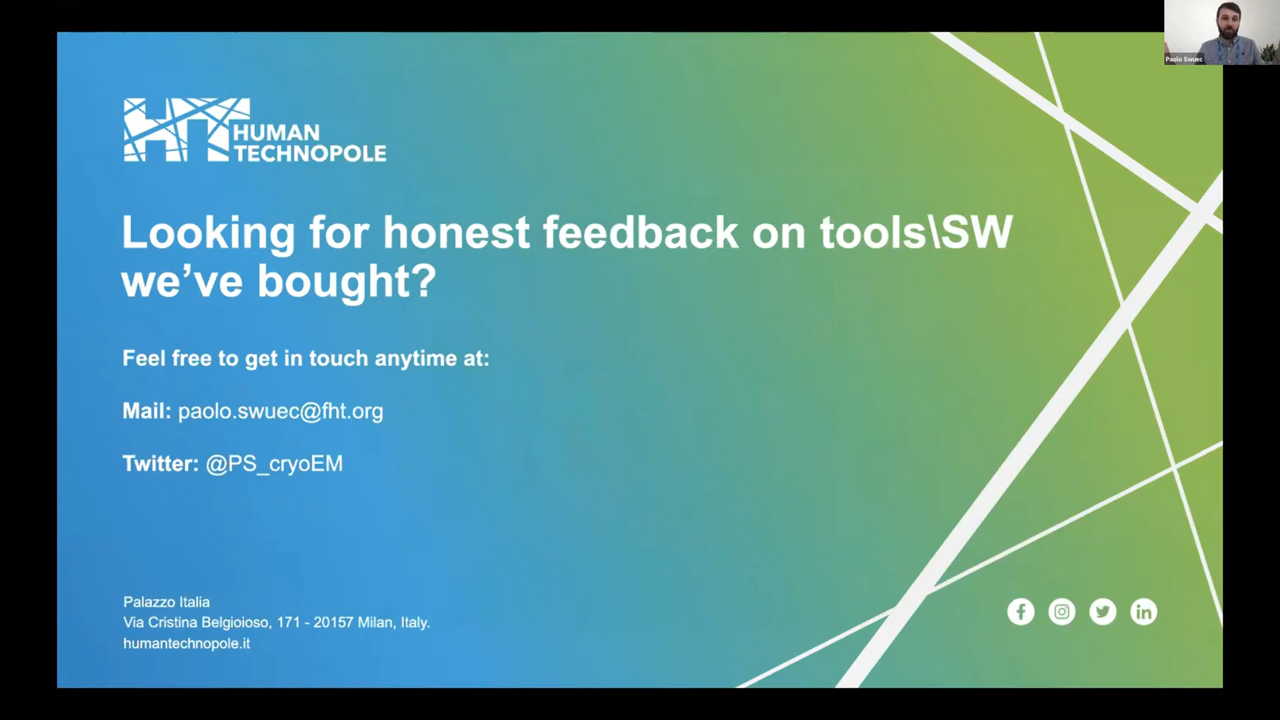 Paolo Swuec
HUMAN
TECHNOPOLE
Looking for honest feedback on tools\SW
we’ve bought?
Feel free to get in touch anytime at:
Mail: paolo.swuec@fht.org
Twitter: @PS_cryoEM
Palazzo Italia
Via Cristina Belgioioso, 171 - 20157 Milan, Italy.
humantechnopole.it